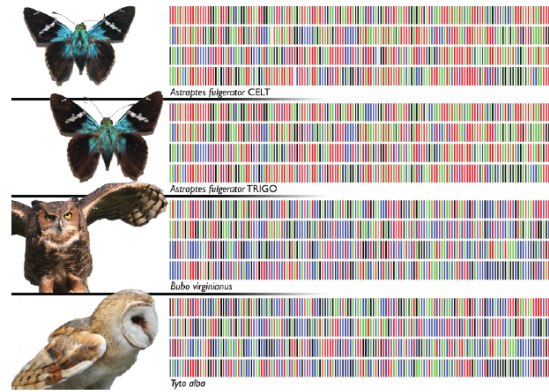 Astraptes fulgerator CELT
Astraptes fulgerator TRIGO
Bubo virginianus
Tyto alba